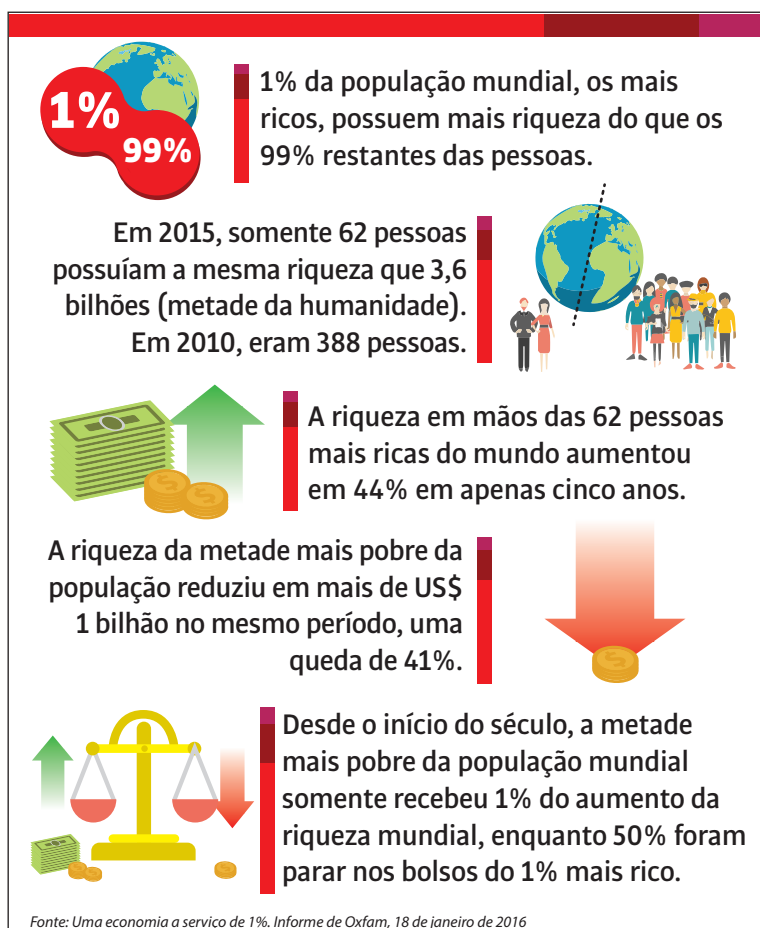 1%
99%
1% da população mundial, os mais
ricos, possuem mais riqueza do que os
99% restantes das pessoas.
Em 2015, somente 62 pessoas
possuíam a mesma riqueza que 3,6
bilhões (metade da humanidade).
Em 2010, eram 388 pessoas.
A riqueza em mãos das 62 pessoas
mais ricas do mundo aumentou
em 44% em apenas cinco anos.
A riqueza da metade mais pobre da
população reduziu em mais de US$
1 bilhão no mesmo período, uma
queda de 41%.
Desde o início do século, a metade
mais pobre da população mundial
somente recebeu 1% do aumento da
riqueza mundial, enquanto 50% foram
parar nos bolsos do 1% mais rico.
Fonte: Uma economia a serviço de 1%. Informe de Oxfam, 18 de janeiro de 2016